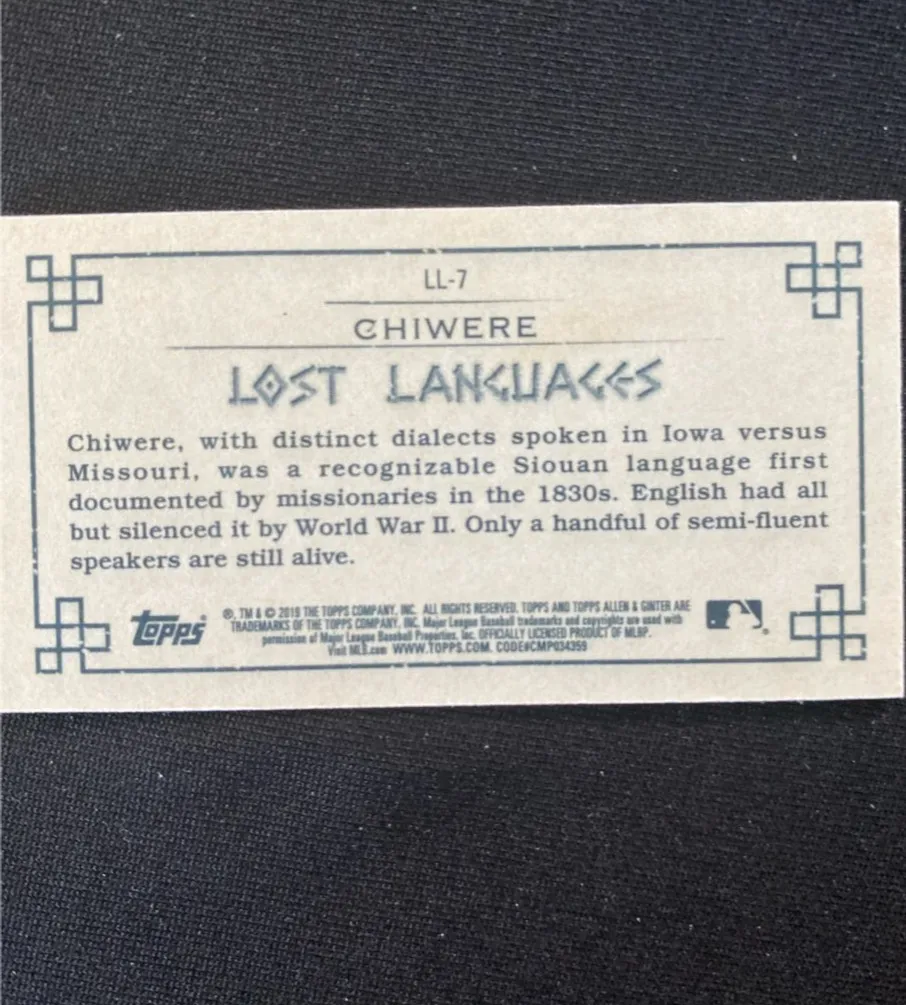 LL-7
CHIWERE
LOST LANGUAGES
Chiwere, with distinct dialects spoken in Iowa versus
Missouri, was a recognizable Siouan language first
documented by missionaries in the 1830s. English had all
but silenced it by World War II. Only a handful of semi-fluent
speakers are still alive.
topps
®, TM & © 2019 THE TOPPS COMPANY, INC. ALL RIGHTS RESERVED. TOPPS AND TOPPS ALLEN & GINTER ARE
TRADEMARKS OF THE TOPPS COMPANY, INC. Major League Baseball trademarks and copyrights are used with
permission of Major League Baseball Properties, Inc. OFFICIALLY LICENSED PRODUCT OF MLBP.
Visit MLB.com WWW.TOPPS.COM. CODE#CMP034359